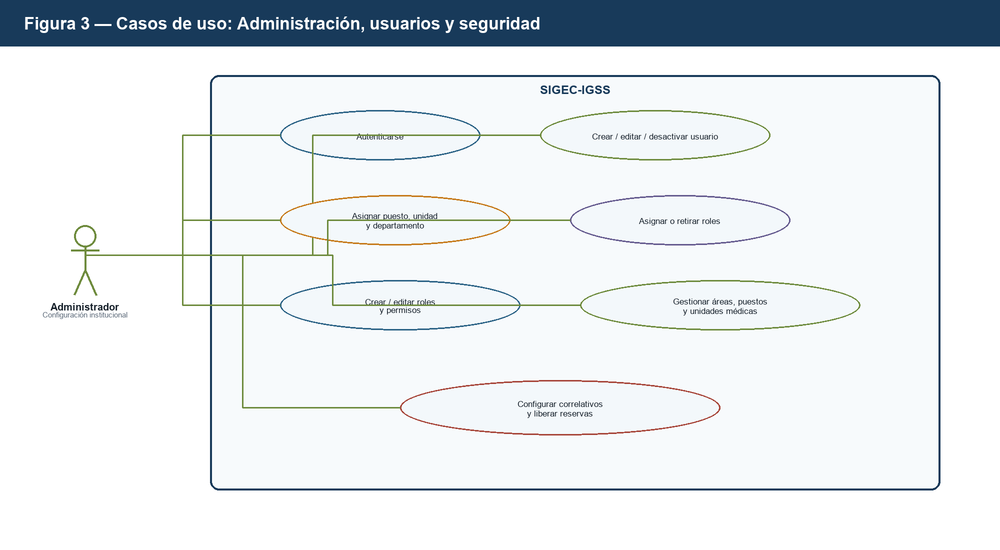 Figura 3 — Casos de uso: Administración, usuarios y seguridad
SIGEC-IGSS
Autenticarse
Crear / editar / desactivar usuario
Asignar puesto, unidad
y departamento
Asignar o retirar roles
Crear / editar roles
y permisos
Gestionar áreas, puestos
y unidades médicas
Configurar correlativos
y liberar reservas
Administrador
Configuración institucional